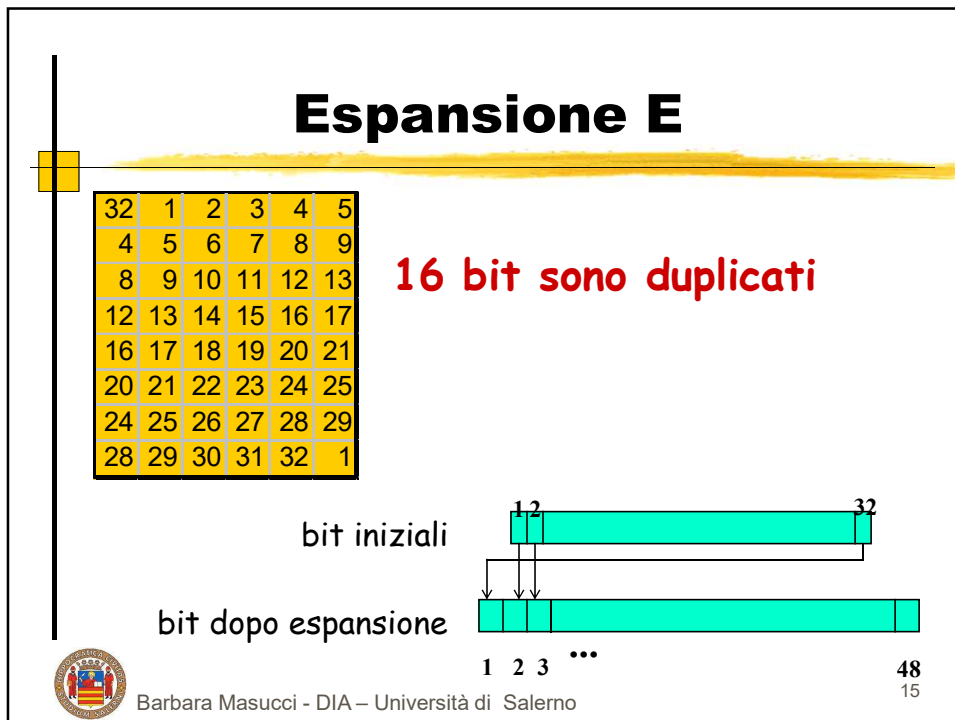 Espansione E
32 1 2 3 4 5
4 5 6 7 8 9
8 9 10 11 12 13
12 13 14 15 16 17
16 17 18 19 20 21
20 21 22 23 24 25
24 25 26 27 28 29
28 29 30 31 32 1
16 bit sono duplicati
1 2 32
bit iniziali
bit dopo espansione
1 2 3 ... 48
Barbara Masucci - DIA – Università di Salerno
15